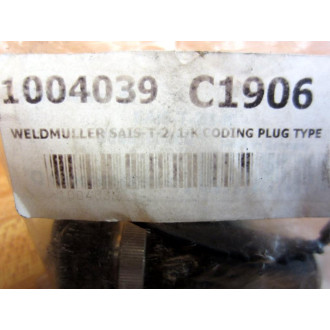 1004039 C1906
WELDMULLER SAIS-T-2/1-K CODING PLUG TYPE